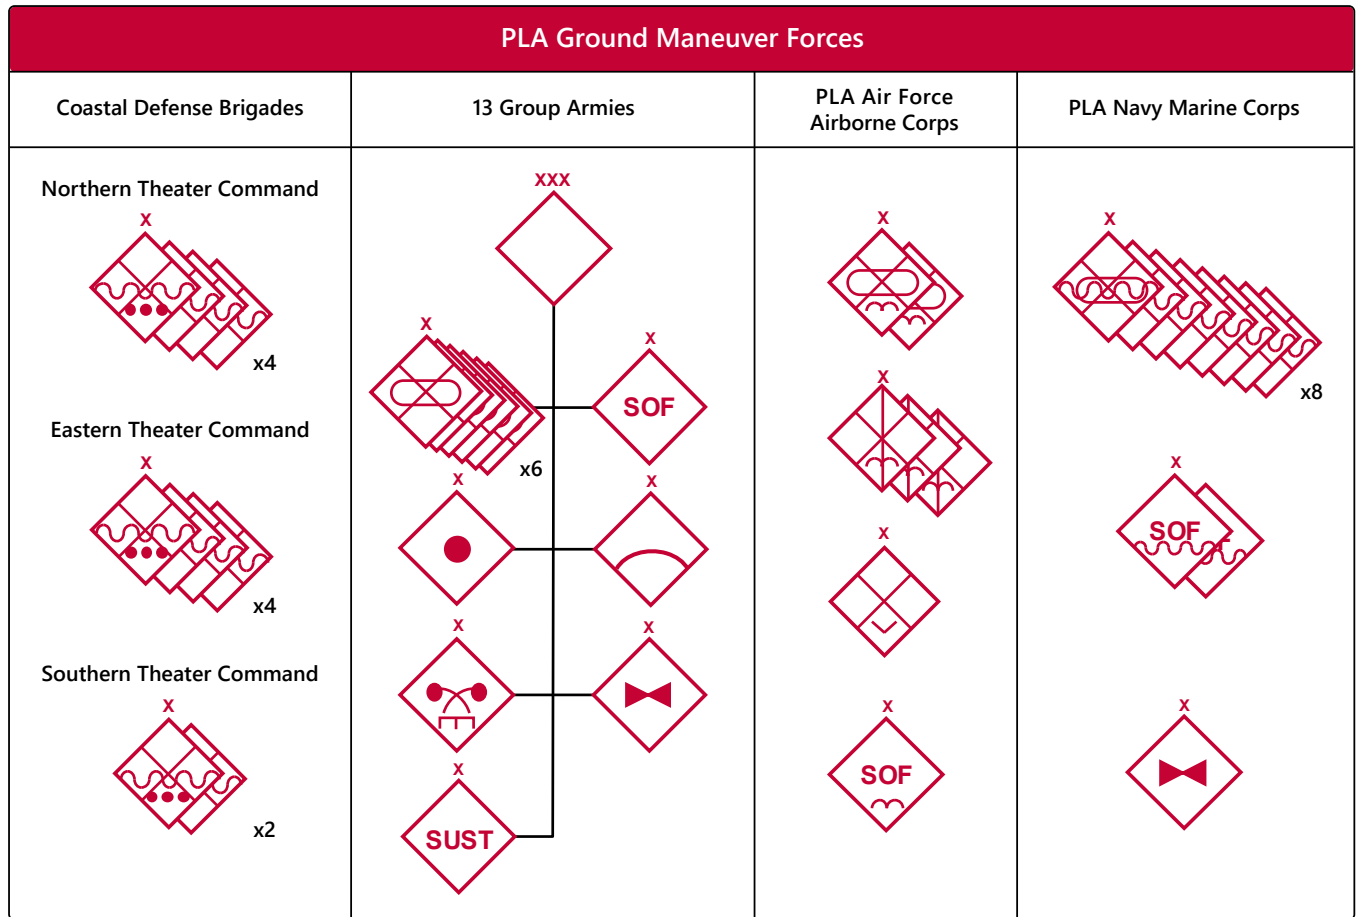 PLA Ground Maneuver Forces
Coastal Defense Brigades
13 Group Armies
PLA Air Force
Airborne Corps
PLA Navy Marine Corps
Northern Theater Command
X
x4
Eastern Theater Command
X
x4
Southern Theater Command
X
x2
XXX
X
x6
X
SOF
X
X
X
X
X
SUST
X
X
X
X
SOF
X
x8
X
SOF
X